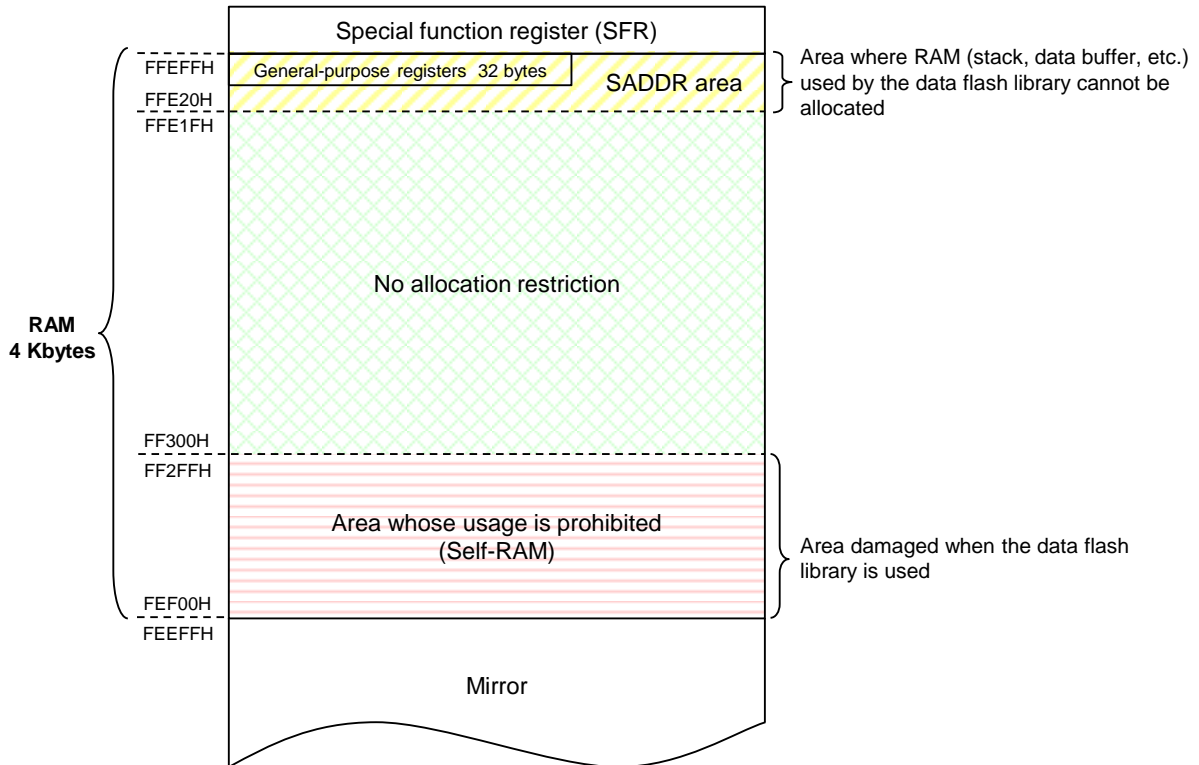 Special function register (SFR)
FFEFFH
General-purpose registers 32 bytes
SADDR area
Area where RAM (stack, data buffer, etc.)
used by the data flash library cannot be
allocated
FFE20H
FFE1FH
No allocation restriction
RAM
4 Kbytes
FF300H
FF2FFH
Area whose usage is prohibited
(Self-RAM)
Area damaged when the data flash
library is used
FEF00H
FEEFFH
Mirror